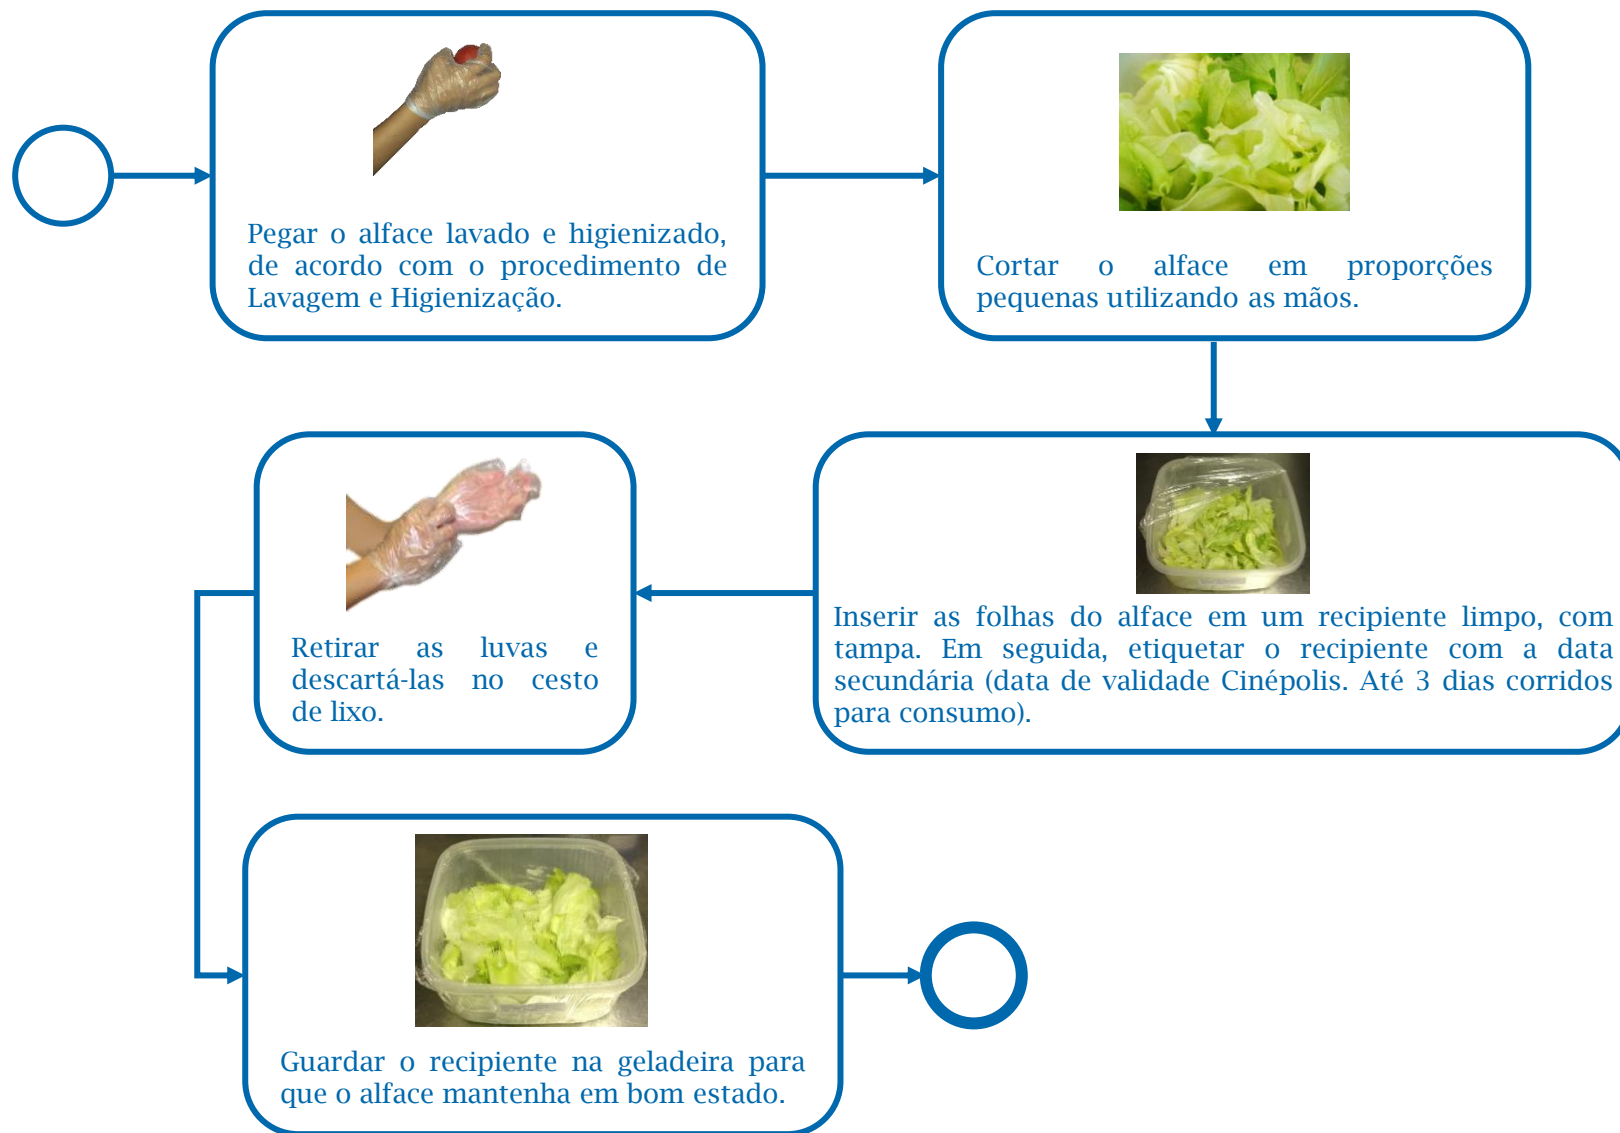 Pegar o alface lavado e higienizado,
de acordo com o procedimento de
Lavagem e Higienização.
Cortar o alface em proporções
pequenas utilizando as mãos.
Inserir as folhas do alface em um recipiente limpo, com
tampa. Em seguida, etiquetar o recipiente com a data
secundária (data de validade Cinépolis. Até 3 dias corridos
para consumo).
Retirar as luvas e
descartá-las no cesto
de lixo.
Guardar o recipiente na geladeira para
que o alface mantenha em bom estado.